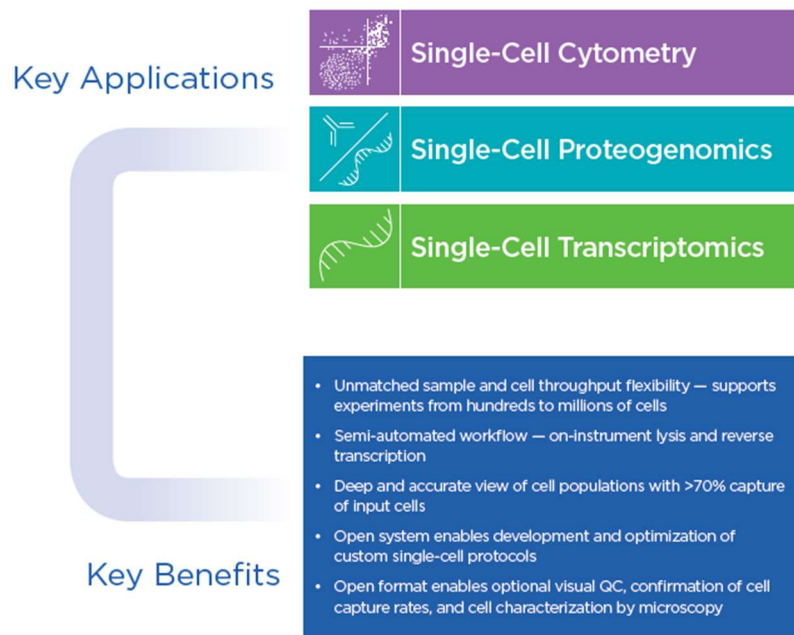 Key Applications
Single-Cell Cytometry
Single-Cell Proteogenomics
Single-Cell Transcriptomics
• Unmatched sample and cell throughput flexibility — supports
experiments from hundreds to millions of cells
• Semi-automated workflow — on-instrument lysis and reverse
transcription
• Deep and accurate view of cell populations with >70% capture
of input cells
• Open system enables development and optimization of
custom single-cell protocols
• Open format enables optional visual QC, confirmation of cell
capture rates, and cell characterization by microscopy
Key Benefits